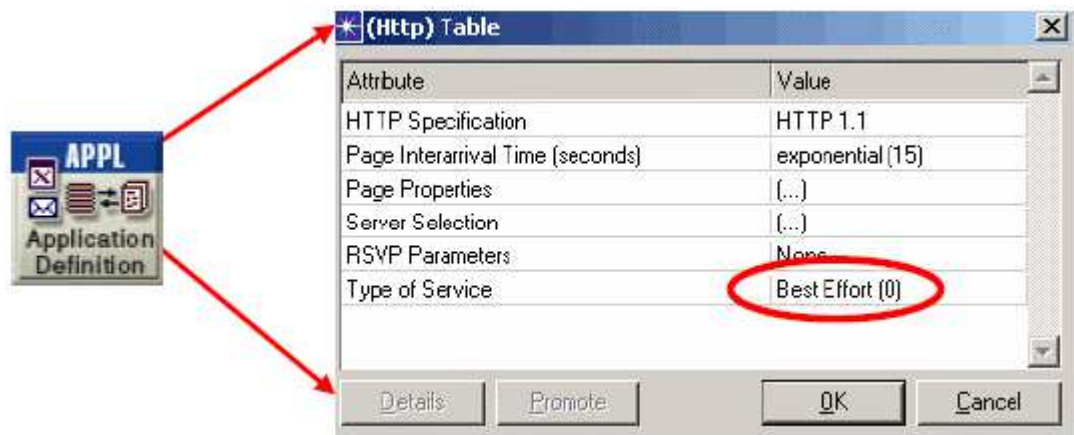 (Http) Table
Attribute Value
HTTP Specification HTTP 1.1
Page Interarrival Time (seconds) exponential (15)
Page Properties (...)
Server Selection (...)
RSVP Parameters None
Type of Service Best Effort (0)
Details Promote OK Cancel
APPL
Application
Definition